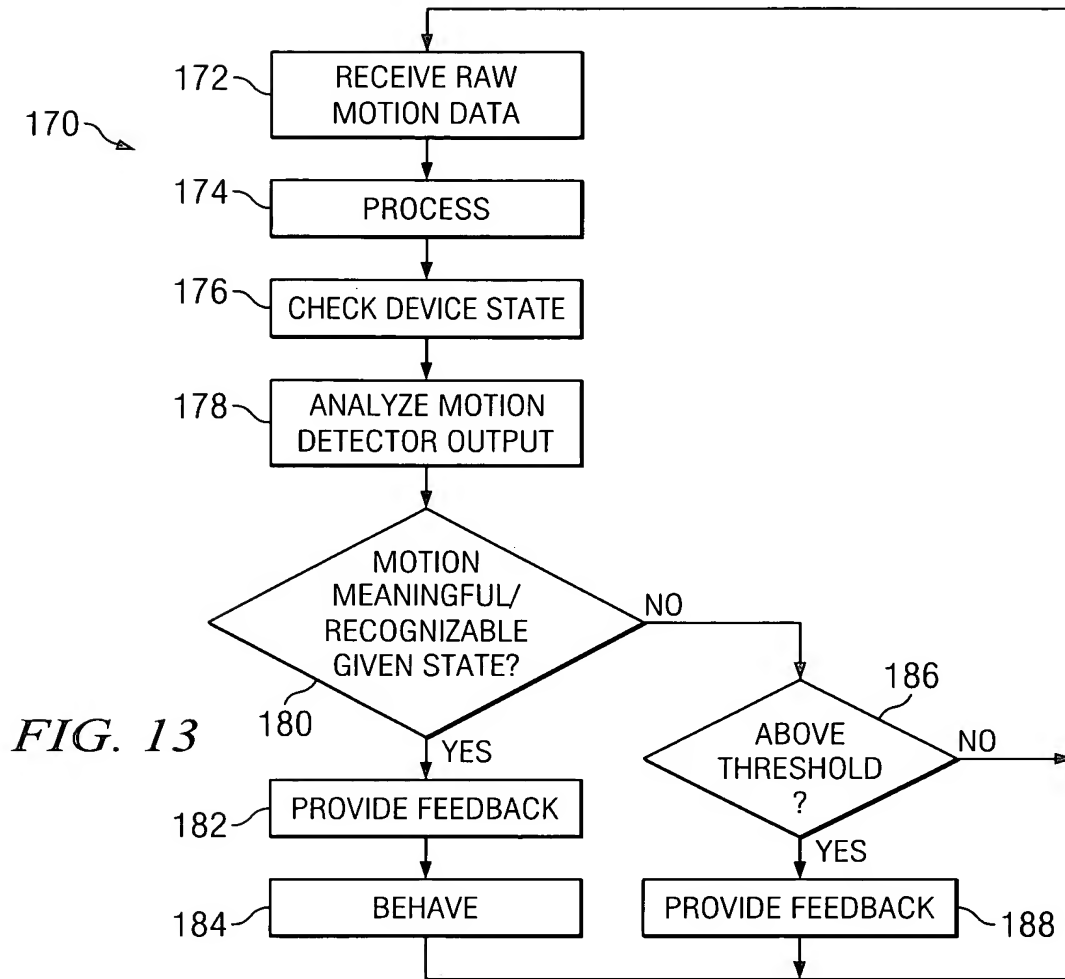 172
RECEIVE RAW
MOTION DATA
170
174
PROCESS
176
CHECK DEVICE STATE
178
ANALYZE MOTION
DETECTOR OUTPUT
MOTION
MEANINGFUL/
RECOGNIZABLE
GIVEN STATE?
NO
180
YES
186
ABOVE
THRESHOLD
?
NO
YES
FIG. 13
182
PROVIDE FEEDBACK
184
BEHAVE
PROVIDE FEEDBACK
188